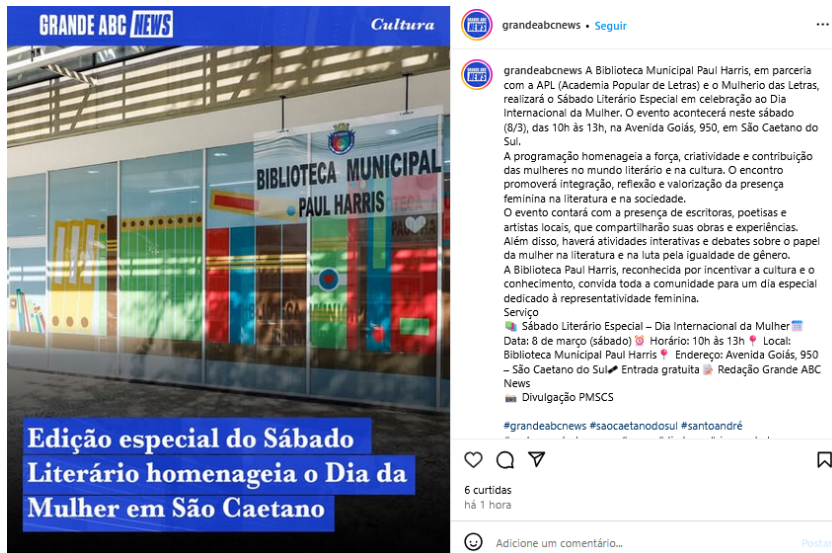 GRANDE ABC NEWS
Cultura
BIBLIOTECA MUNICIPAL
PAUL HARRIS
Edição especial do Sábado
Literário homenageia o Dia da
Mulher em São Caetano
grandeabcnews • Seguir
grandeabcnews A Biblioteca Municipal Paul Harris, em parceria
com a APL (Academia Popular de Letras) e o Mulherio das Letras,
realizará o Sábado Literário Especial em celebração ao Dia
Internacional da Mulher. O evento acontecerá neste sábado
(8/3), das 10h às 13h, na Avenida Goiás, 950, em São Caetano do
Sul.
A programação homenageia a força, criatividade e contribuição
das mulheres no mundo literário e na cultura. O encontro
promoverá integração, reflexão e valorização da presença
feminina na literatura e na sociedade.
O evento contará com a presença de escritoras, poetisas e
artistas locais, que compartilharão suas obras e experiências.
Além disso, haverá atividades interativas e debates sobre o papel
da mulher na literatura e na luta pela igualdade de gênero.
A Biblioteca Paul Harris, reconhecida por incentivar a cultura e o
conhecimento, convida toda a comunidade para um dia especial
dedicado à representatividade feminina.
Serviço
📚 Sábado Literário Especial – Dia Internacional da Mulher🗓️
Data: 8 de março (sábado)⏰ Horário: 10h às 13h📍 Local:
Biblioteca Municipal Paul Harris📍 Endereço: Avenida Goiás, 950
– São Caetano do Sul🖊️ Entrada gratuita📝 Redação Grande ABC
News
📷 Divulgação PMSCS
#grandeabcnews #saocaetanodosul #santoandré
6 curtidas
há 1 hora
Adicione um comentário...
Postar